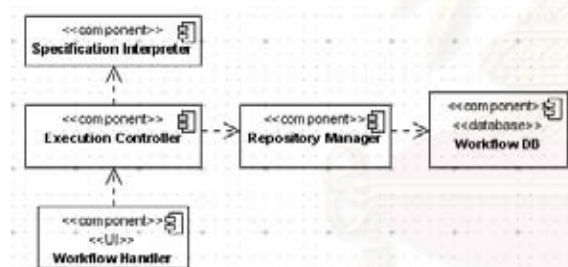 <<component>>
Specification Interpreter
<<component>>
Execution Controller
<<component>>
Repository Manager
<<component>>
<<database>>
Workflow DB
<<component>>
<<UI>>
Workflow Handler